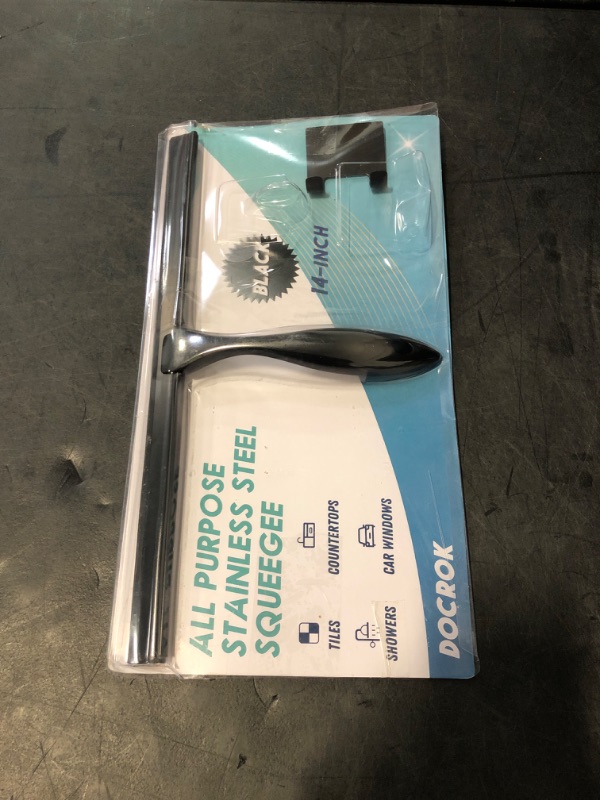 BLACK
14-INCH
ALL PURPOSE
STAINLESS STEEL
SQUEEGEE
TILES
COUNTERTOPS
SHOWERS
CAR WINDOWS
DOCROK